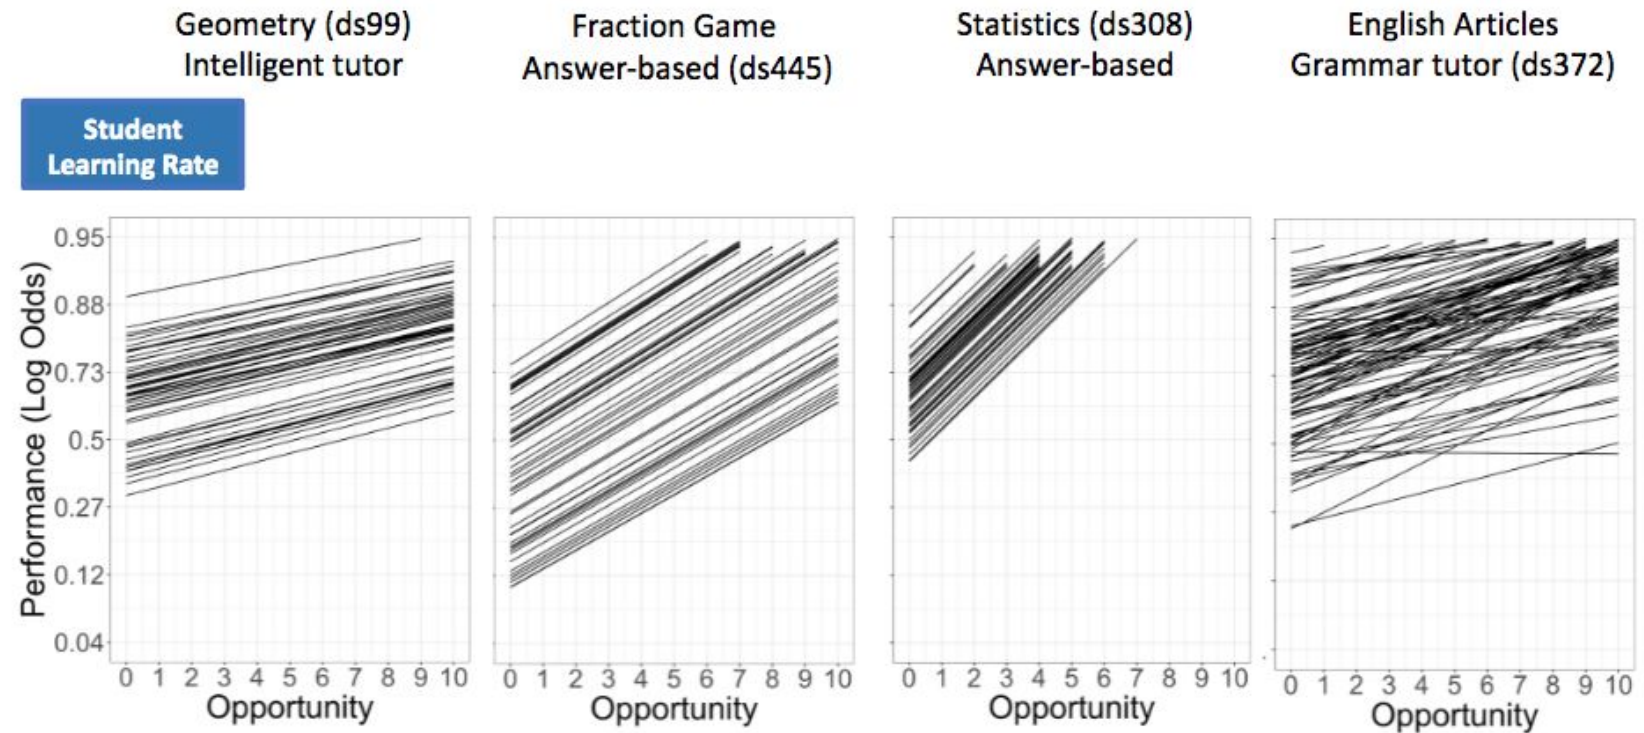 Geometry (ds99)
Intelligent tutor
Fraction Game
Answer-based (ds445)
Statistics (ds308)
Answer-based
English Articles
Grammar tutor (ds372)
Student
Learning Rate
Performance (Log Odds)
0.95
0.88
0.73
0.5
0.27
0.12
0.04
0 1 2 3 4 5 6 7 8 9 10
Opportunity
0 1 2 3 4 5 6 7 8 9 10
Opportunity
0 1 2 3 4 5 6 7 8 9 10
Opportunity
0 1 2 3 4 5 6 7 8 9 10
Opportunity